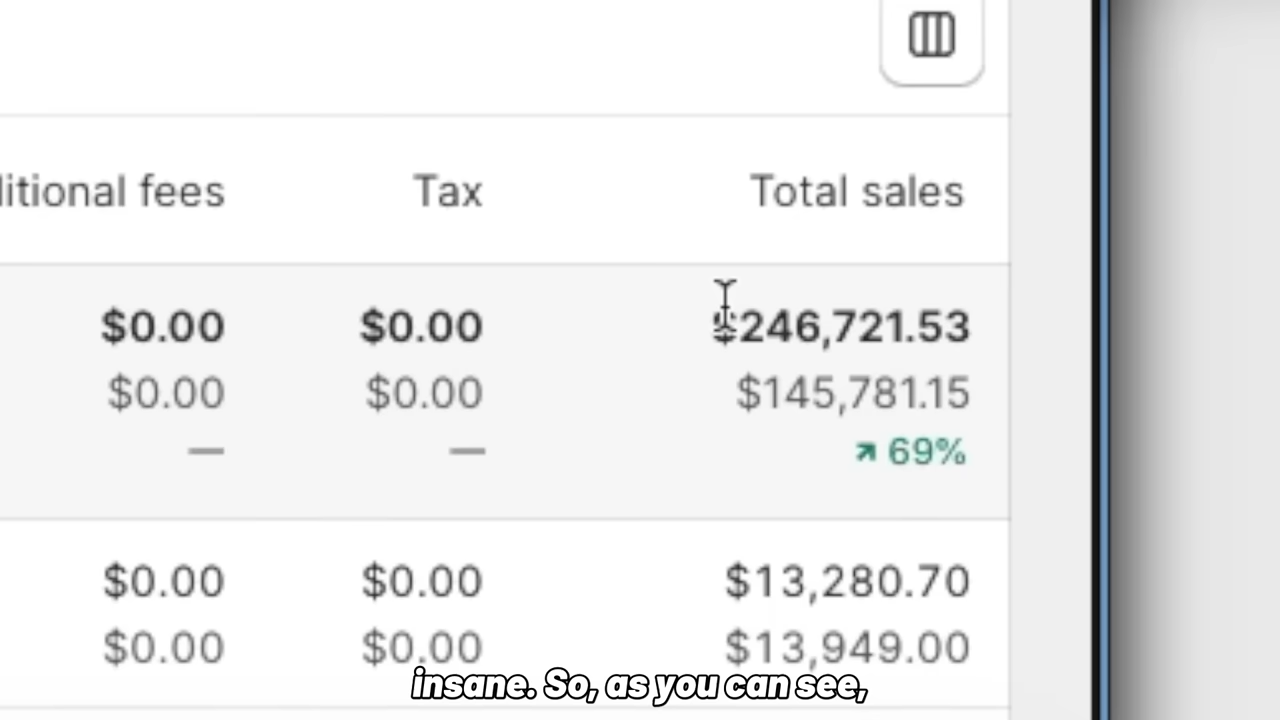 ditional fees Tax Total sales
$0.00 $0.00 $246,721.53
$0.00 $0.00 $145,781.15
— — 69%
$0.00 $0.00 $13,280.70
$0.00 $0.00 $13,949.00
insane. So, as you can see,